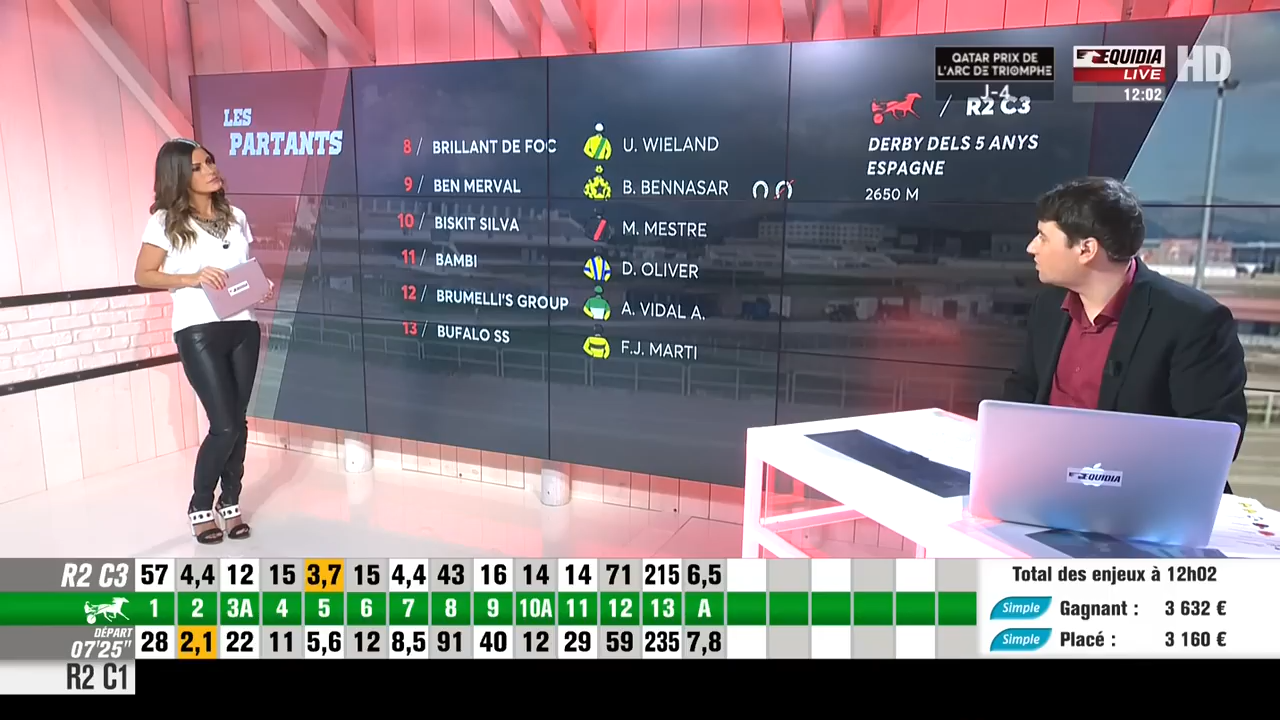 QATAR PRIX DE
L'ARC DE TRIOMPHE
J-4
EQUIDIA
LIVE
HD
12:02
LES
PARTANTS
8 / BRILLANT DE FOC U. WIELAND
9 / BEN MERVAL B. BENNASAR
10 / BISKIT SILVA M. MESTRE
11 / BAMBI D. OLIVER
12 / BRUMELLI'S GROUP A. VIDAL A.
13 / BUFALO SS F.J. MARTI
/ R2 C3
DERBY DELS 5 ANYS
ESPAGNE
2650 M
EQUIDIA
EQUIDIA
R2 C3 57 4,4 12 15 3,7 15 4,4 43 16 14 14 71 215 6,5
1 2 3A 4 5 6 7 8 9 10A 11 12 13 A
DÉPART
07'25" 28 2,1 22 11 5,6 12 8,5 91 40 12 29 59 235 7,8
R2 C1
Total des enjeux à 12h02
Simple Gagnant : 3 632 €
Simple Placé : 3 160 €